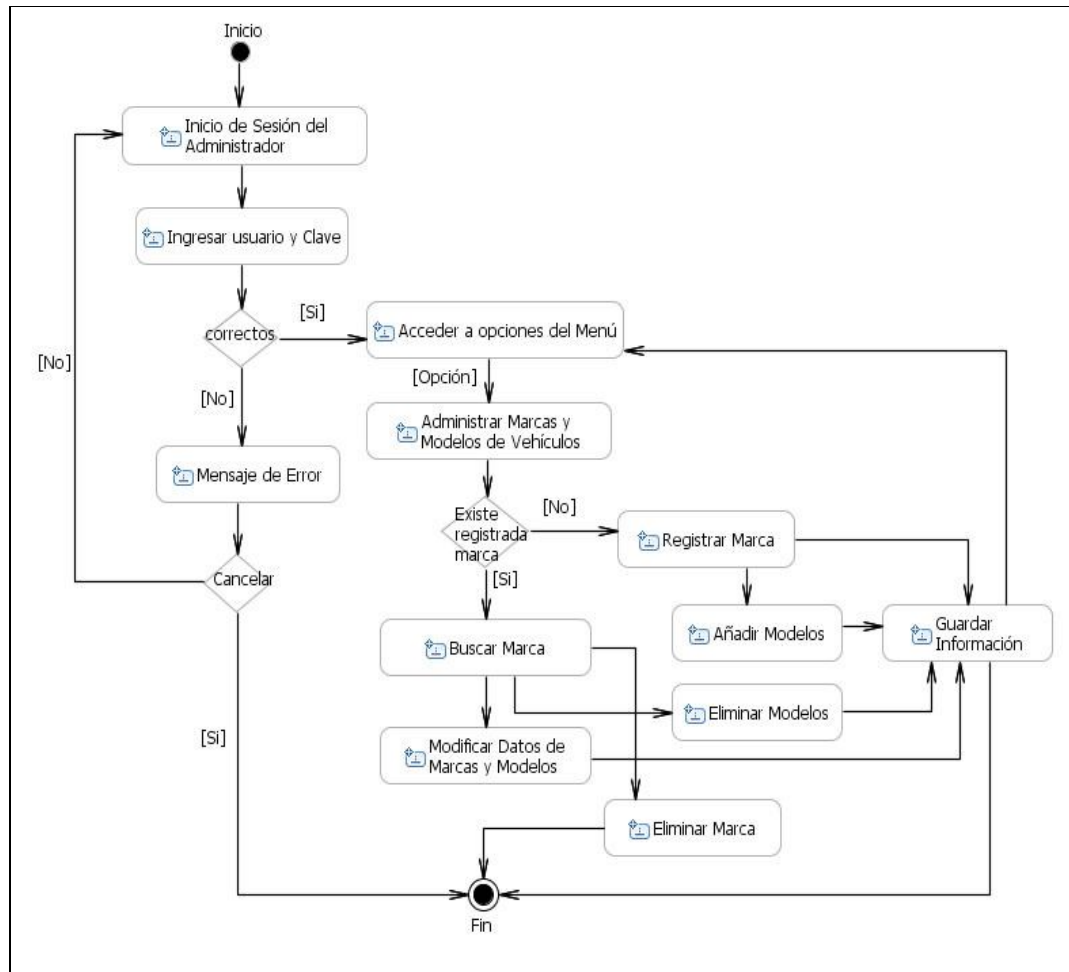 Inicio
Inicio de Sesión del
Administrador
Ingresar usuario y Clave
correctos
[Si]
Acceder a opciones del Menú
[No]
[No]
[Opción]
Administrar Marcas y
Modelos de Vehículos
Mensaje de Error
Existe
registrada
marca
[No]
Registrar Marca
Cancelar
[Si]
Añadir Modelos
Guardar
Información
Buscar Marca
Eliminar Modelos
[Si]
Modificar Datos de
Marcas y Modelos
Eliminar Marca
Fin